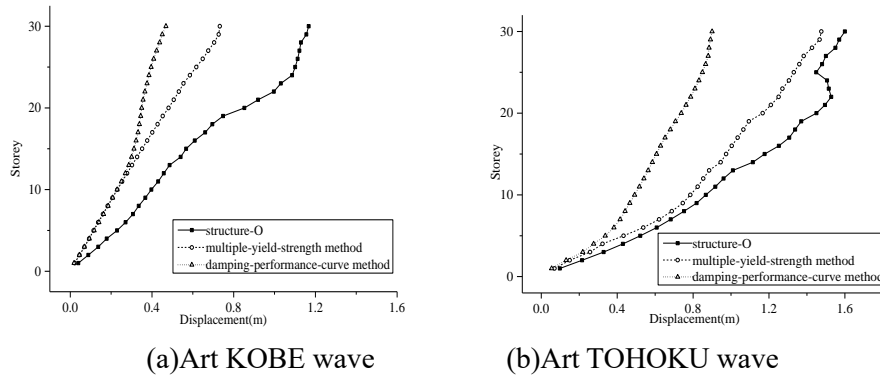 30
20
10
0
Storey
structure-O
multiple-yield-strength method
damping-performance-curve method
0.0 0.4 0.8 1.2 1.6
Displacement(m)
(a)Art KOBE wave
30
20
10
0
Storey
structure-O
multiple-yield-strength method
damping-performance-curve method
0.0 0.4 0.8 1.2 1.6
Displacement(m)
(b)Art TOHOKU wave